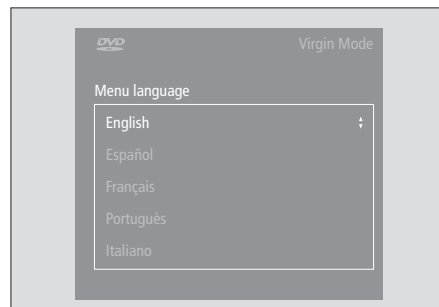 DVD Virgin Mode
Menu language
English
Español
Français
Português
Italiano